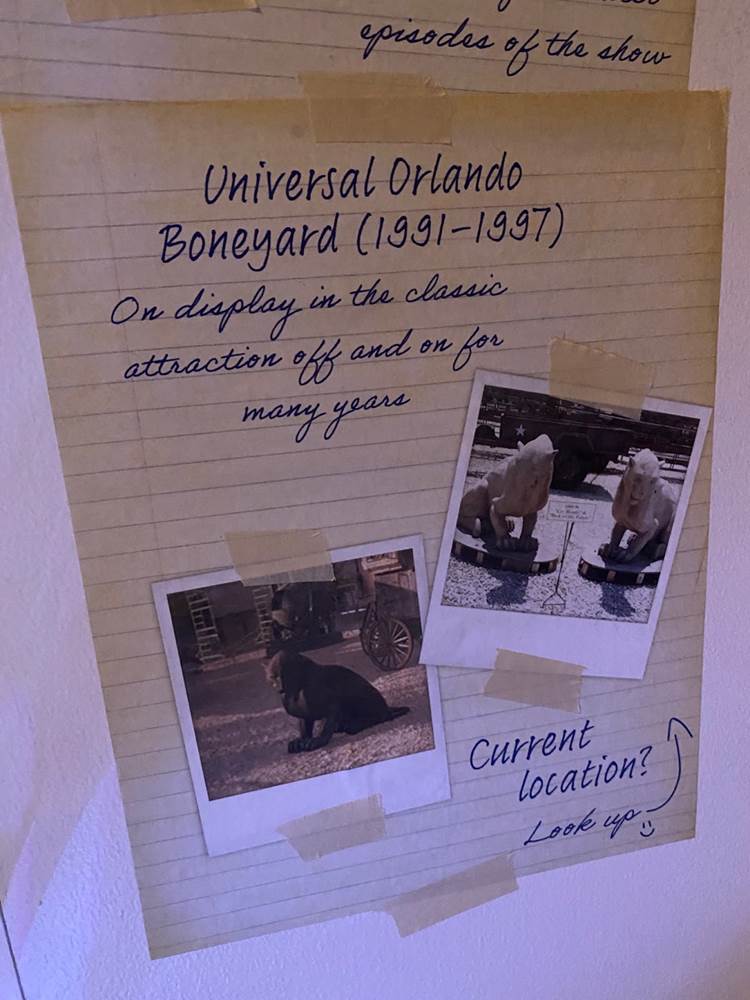 episodes of the show
Universal Orlando
Boneyard (1991-1997)
On display in the classic
attraction off and on for
many years
Current
location?
Look up